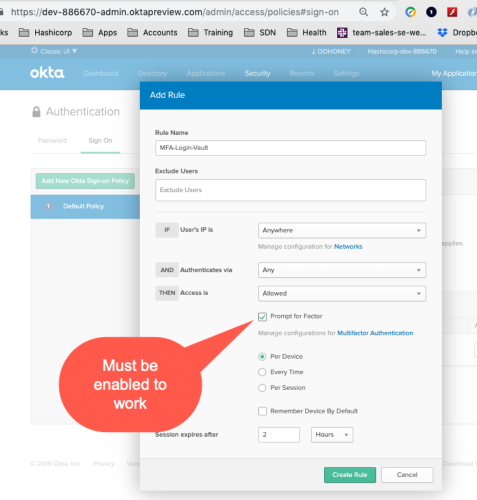 https://dev-886670-admin.oktapreview.com/admin/access/policies#sign-on
ks Hashicorp Apps Accounts Training SDN Health team-sales-se-we... Dropbo
Classic UI J. DOHONEY Hashicorp-dev-886670 Help an
okta Dashboard Directory Applications Security Reports Settings My Application
Authentication
Password Sign On
Add New Okta Sign-on Policy
1 Default Policy
Add Rule
Rule Name
MFA-Login-Vault
Exclude Users
Exclude Users
IF User's IP is Anywhere
Manage configuration for Networks
applies.
AND Authenticates via Any
THEN Access is Allowed
Prompt for Factor
Manage configurations for Multifactor Authentication
Per Device
Every Time
Per Session
Remember Device By Default
Must be
enabled to
work
Session expires after 2 Hours
Create Rule Cancel
© 2019 Okta, Inc. Privacy Vers Download O